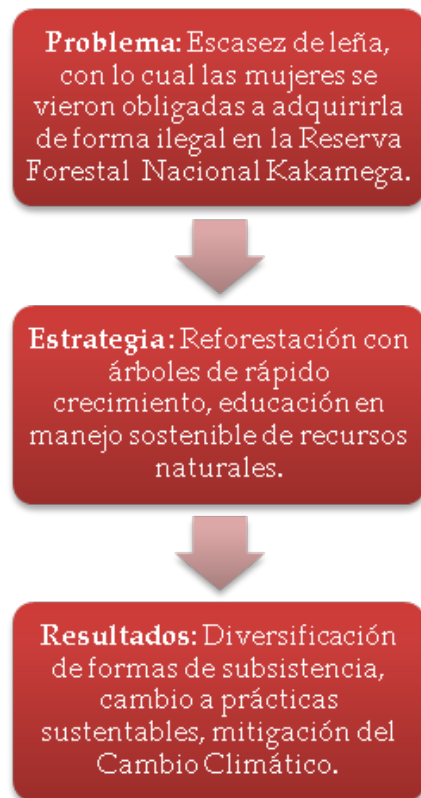 Problema: Escasez de leña,
con lo cual las mujeres se
vieron obligadas a adquirirla
de forma ilegal en la Reserva
Forestal Nacional Kakamega.
Estrategia: Reforestación con
árboles de rápido
crecimiento, educación en
manejo sostenible de recursos
naturales.
Resultados: Diversificación
de formas de subsistencia,
cambio a prácticas
sustentables, mitigación del
Cambio Climático.